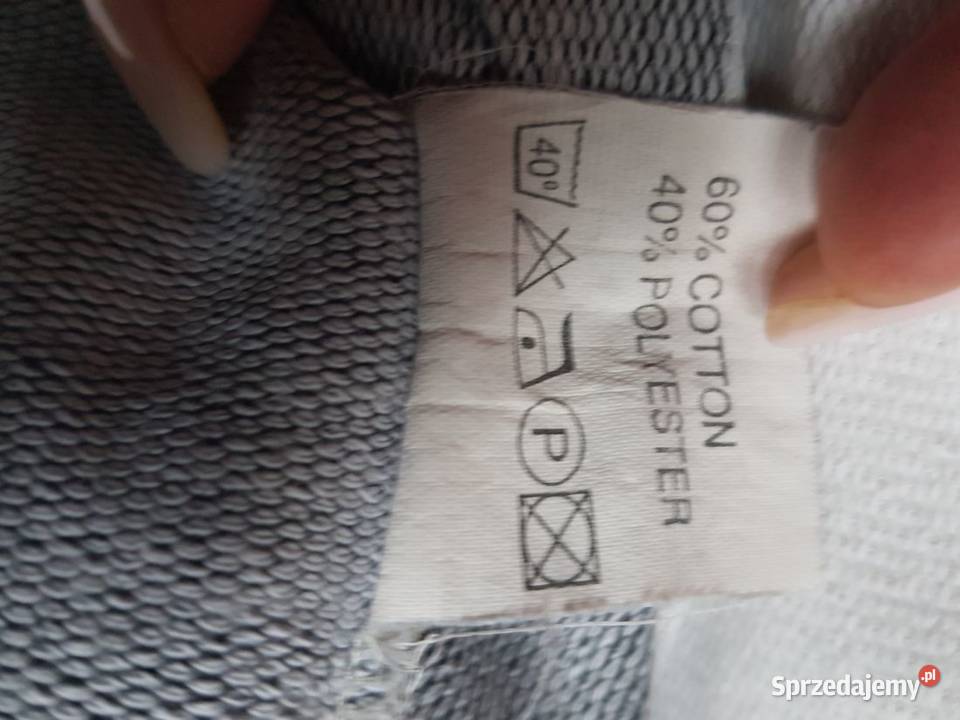 60% COTTON
40% POLYESTER
40°
P
Sprzedajemy.pl